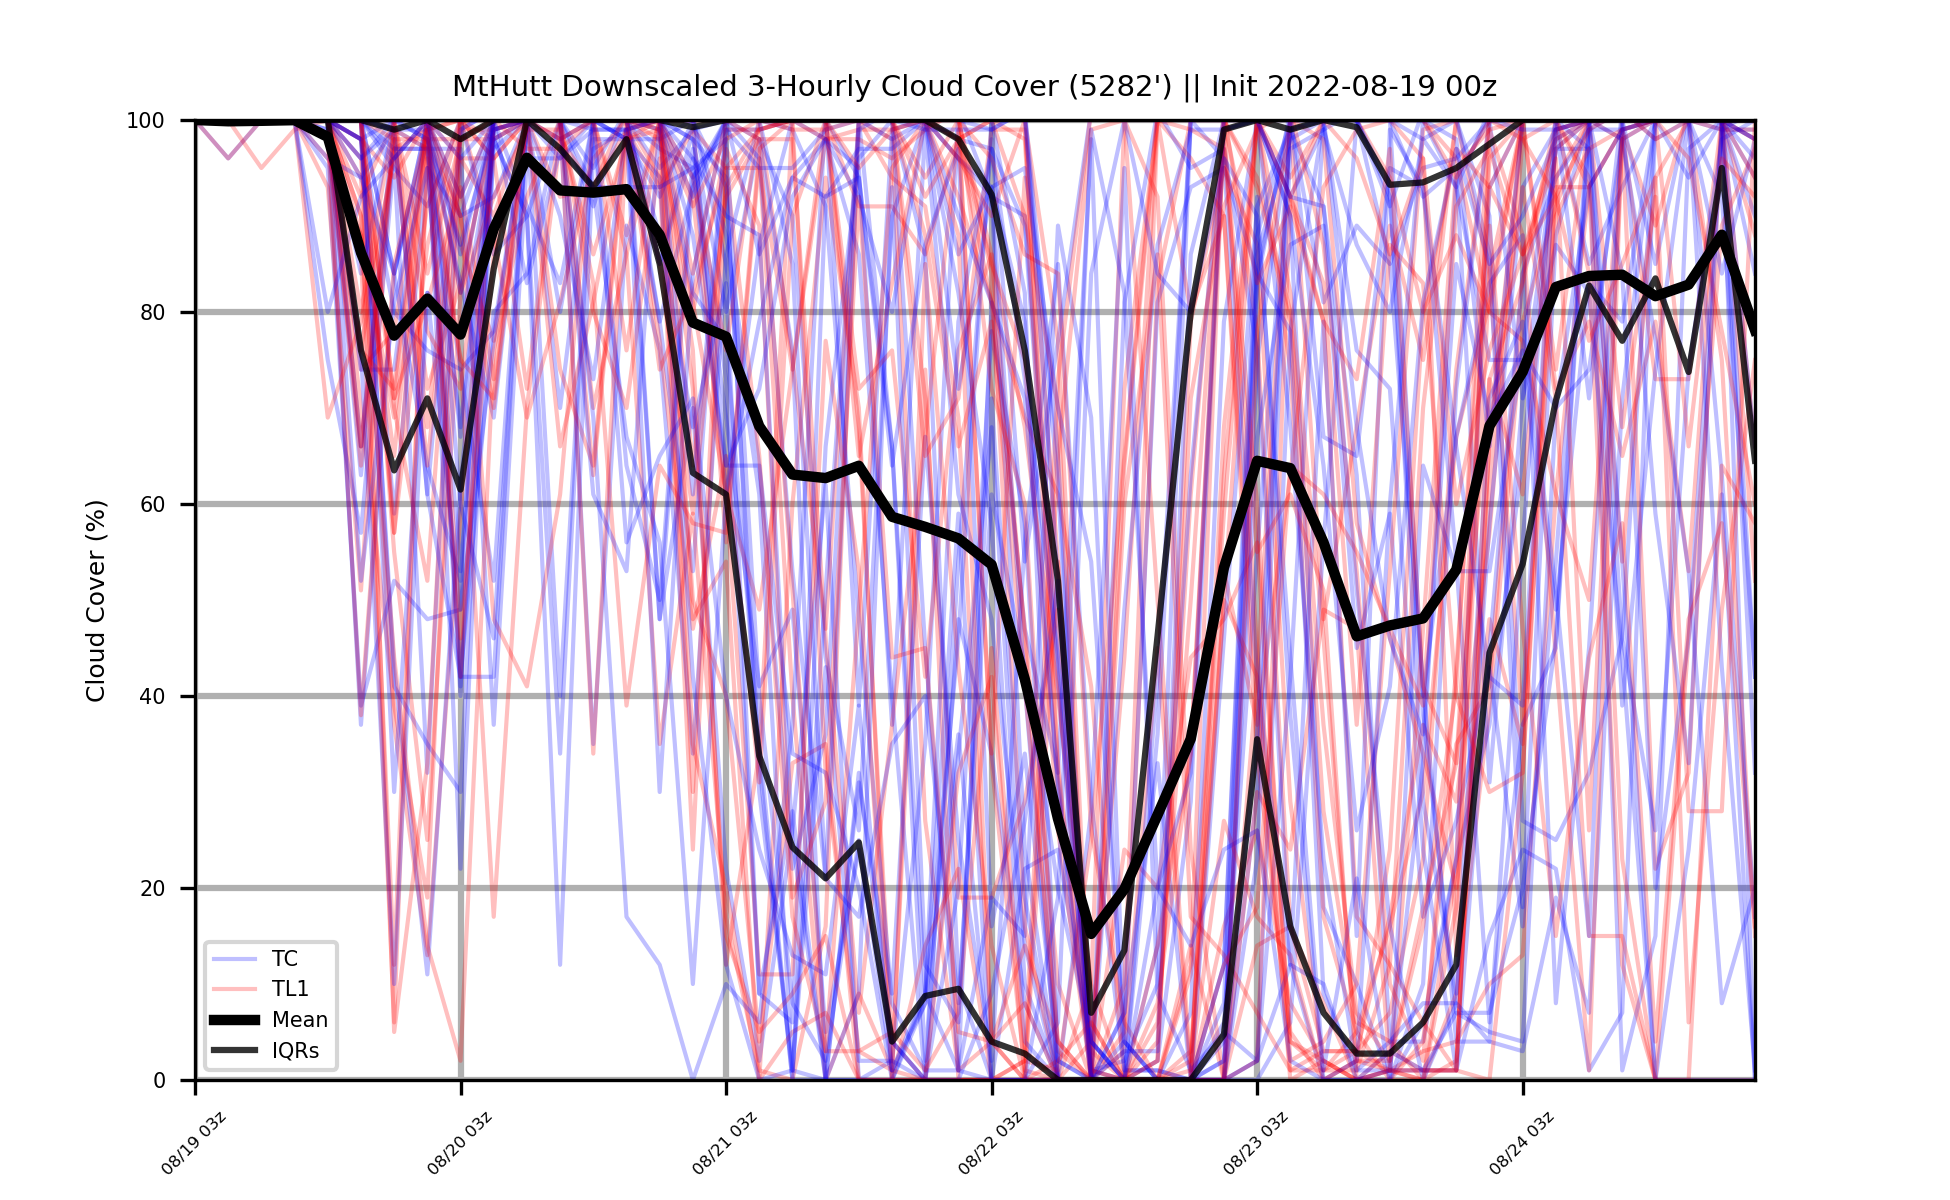 MtHutt Downscaled 3-Hourly Cloud Cover (5282') || Init 2022-08-19 00z
Cloud Cover (%)
100
80
60
40
20
0
TC
TL1
Mean
IQRs
08/19 03z
08/20 03z
08/21 03z
08/22 03z
08/23 03z
08/24 03z